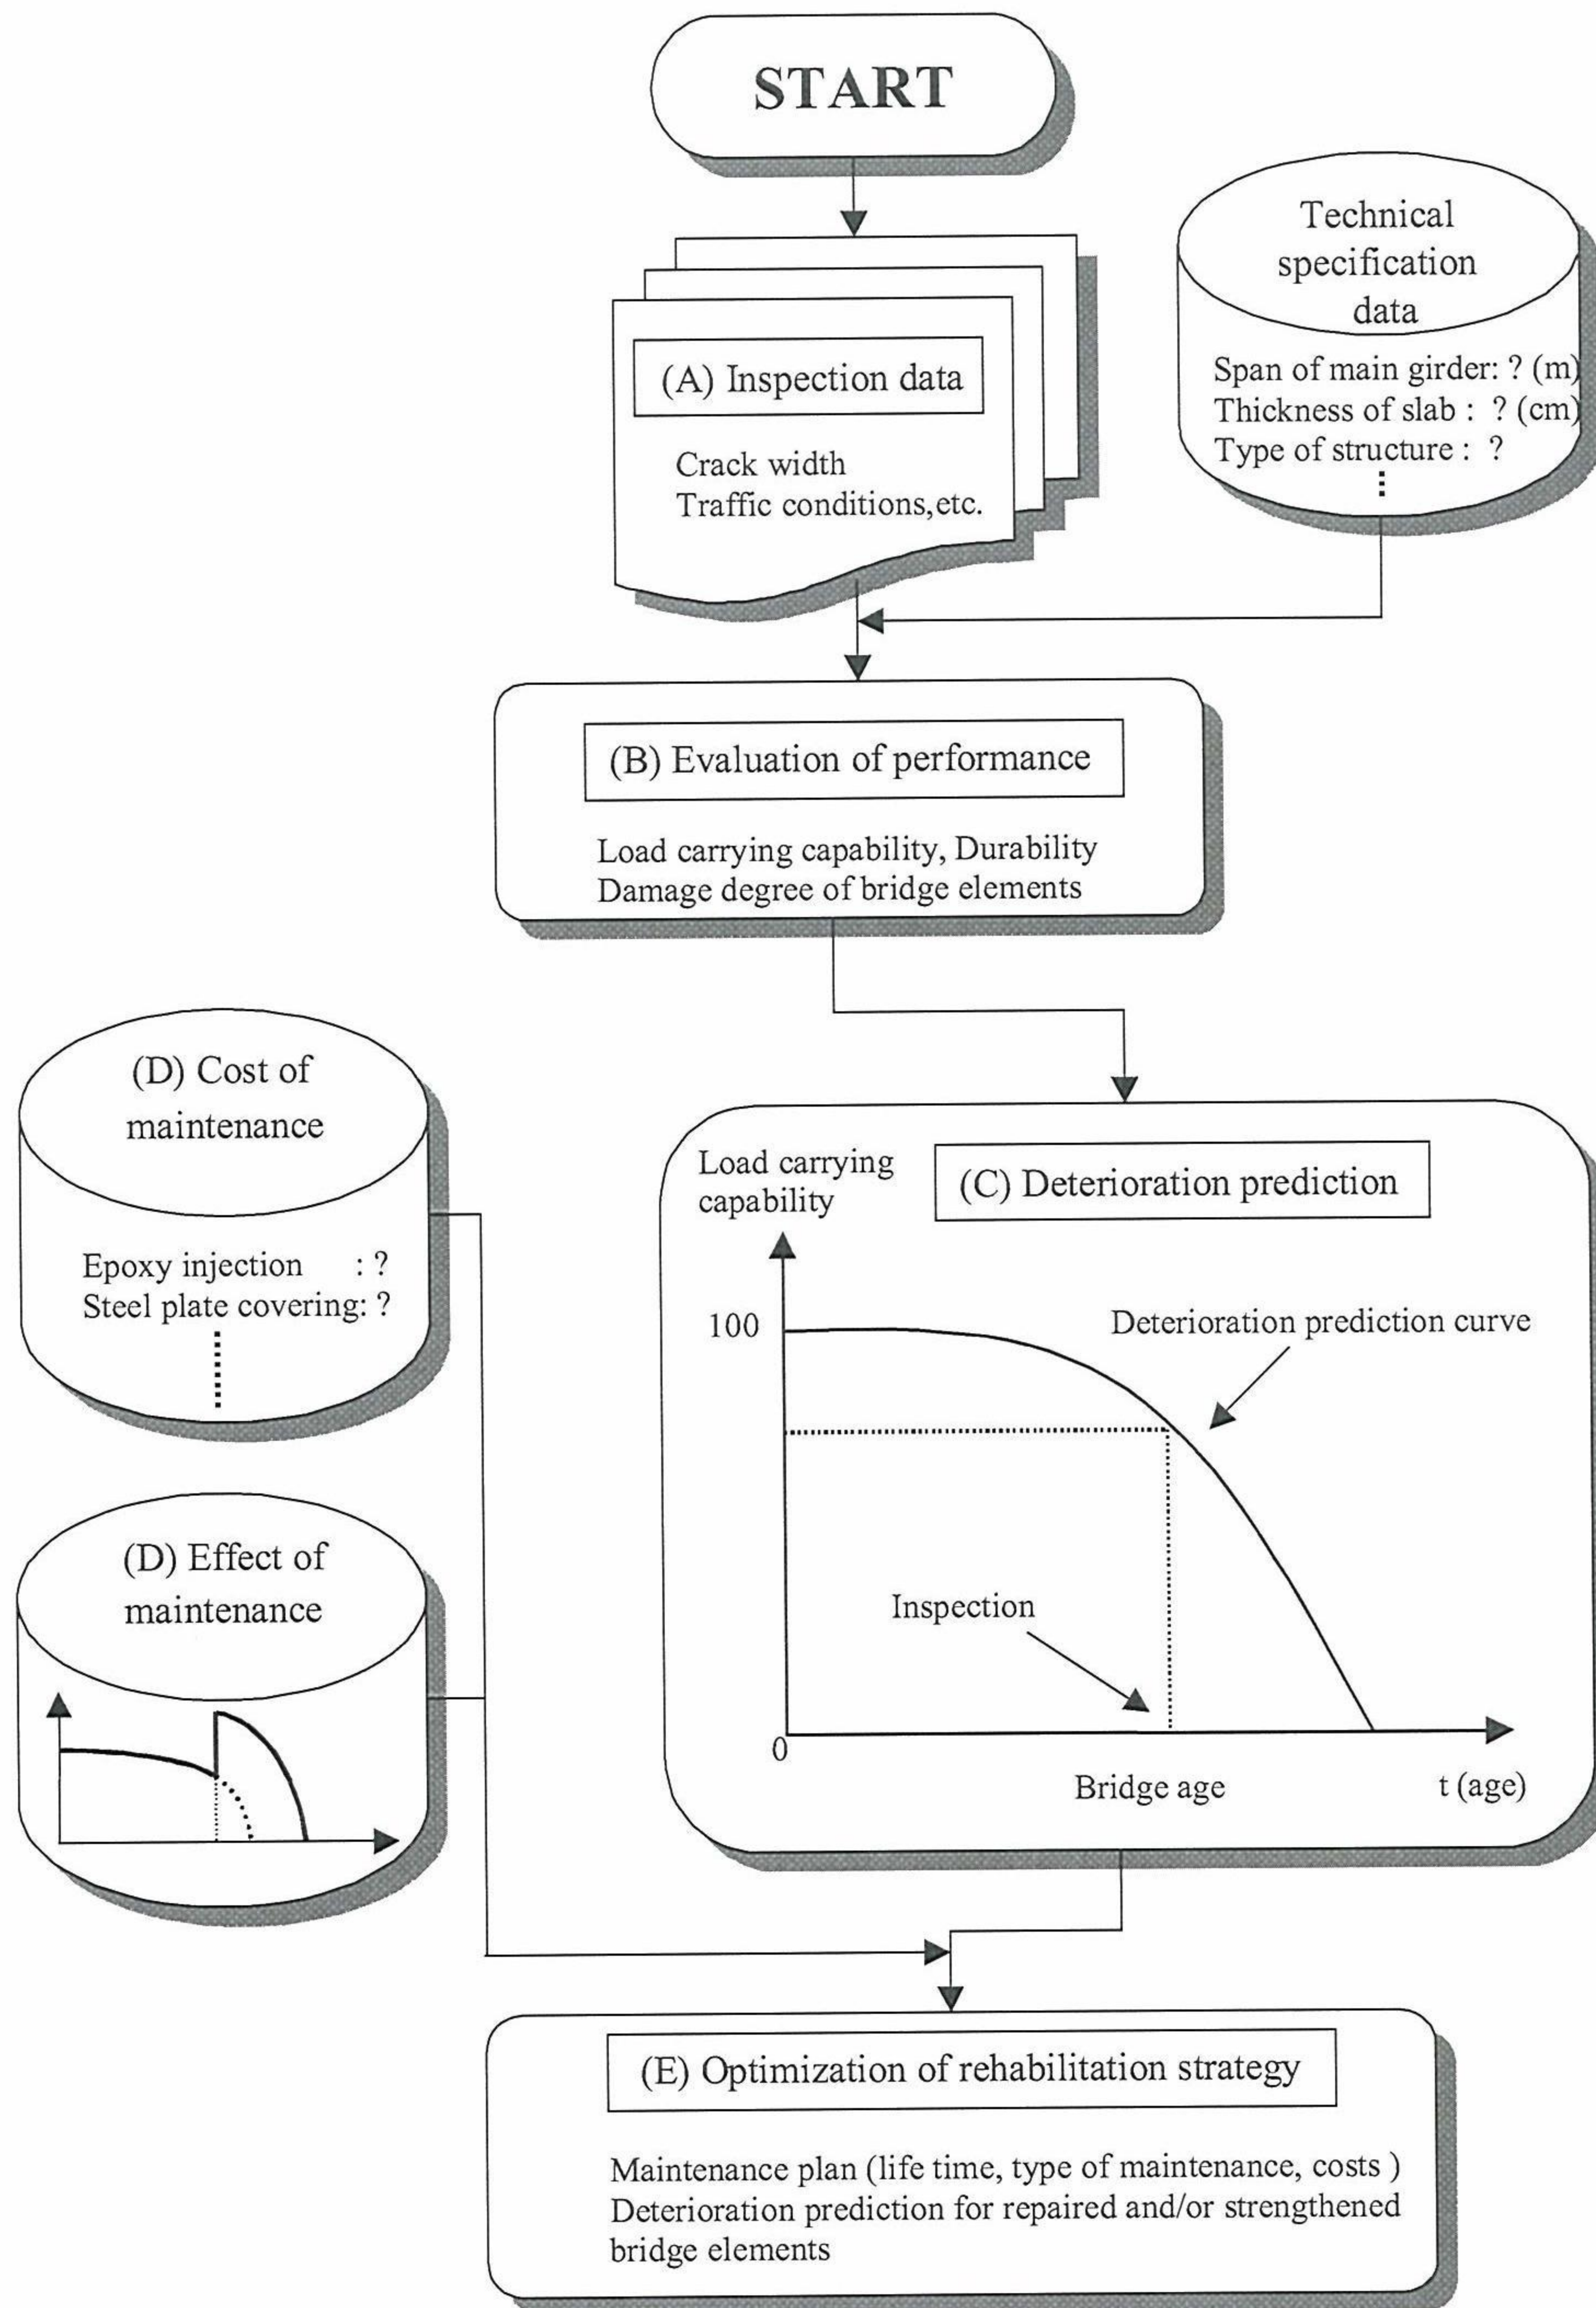 START
Technical
specification
data
Span of main girder: ? (m)
Thickness of slab : ? (cm)
Type of structure : ?
(A) Inspection data
Crack width
Traffic conditions,etc.
(B) Evaluation of performance
Load carrying capability, Durability
Damage degree of bridge elements
(D) Cost of
maintenance
Epoxy injection : ?
Steel plate covering: ?
(D) Effect of
maintenance
(C) Deterioration prediction
Load carrying
capability
100
Deterioration prediction curve
Inspection
0
Bridge age
t (age)
(E) Optimization of rehabilitation strategy
Maintenance plan (life time, type of maintenance, costs )
Deterioration prediction for repaired and/or strengthened
bridge elements